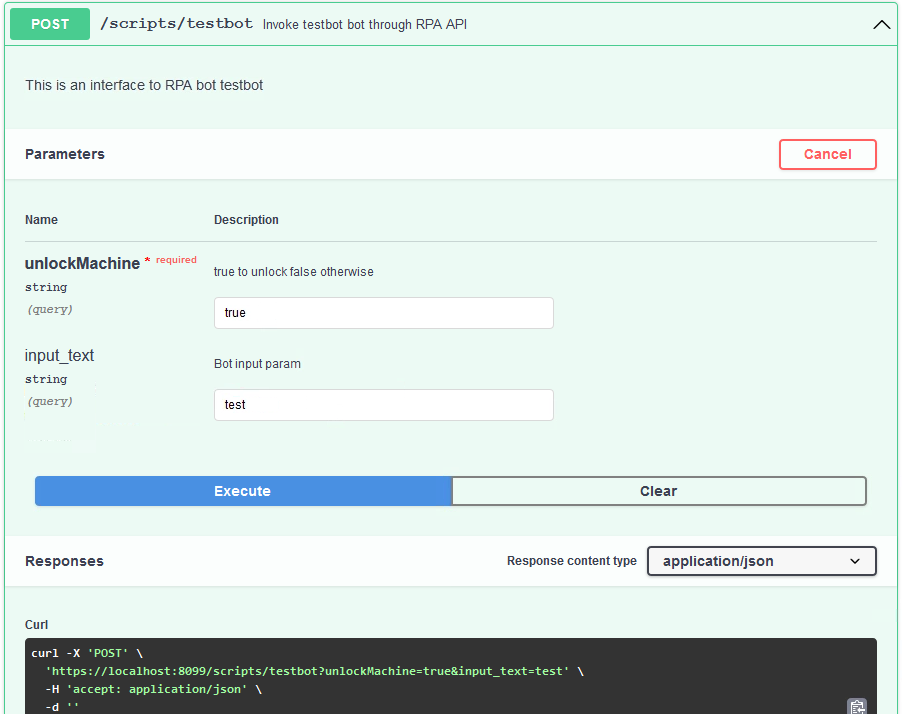 POST /scripts/testbot Invoke testbot bot through RPA API
This is an interface to RPA bot testbot
Parameters Cancel
Name Description
unlockMachine * required
true to unlock false otherwise
string
(query)
true
input_text
Bot input param
string
(query)
test
Execute Clear
Responses Response content type application/json
Curl
curl -X 'POST' \
'https://localhost:8099/scripts/testbot?unlockMachine=true&input_text=test' \
-H 'accept: application/json' \
-d ''